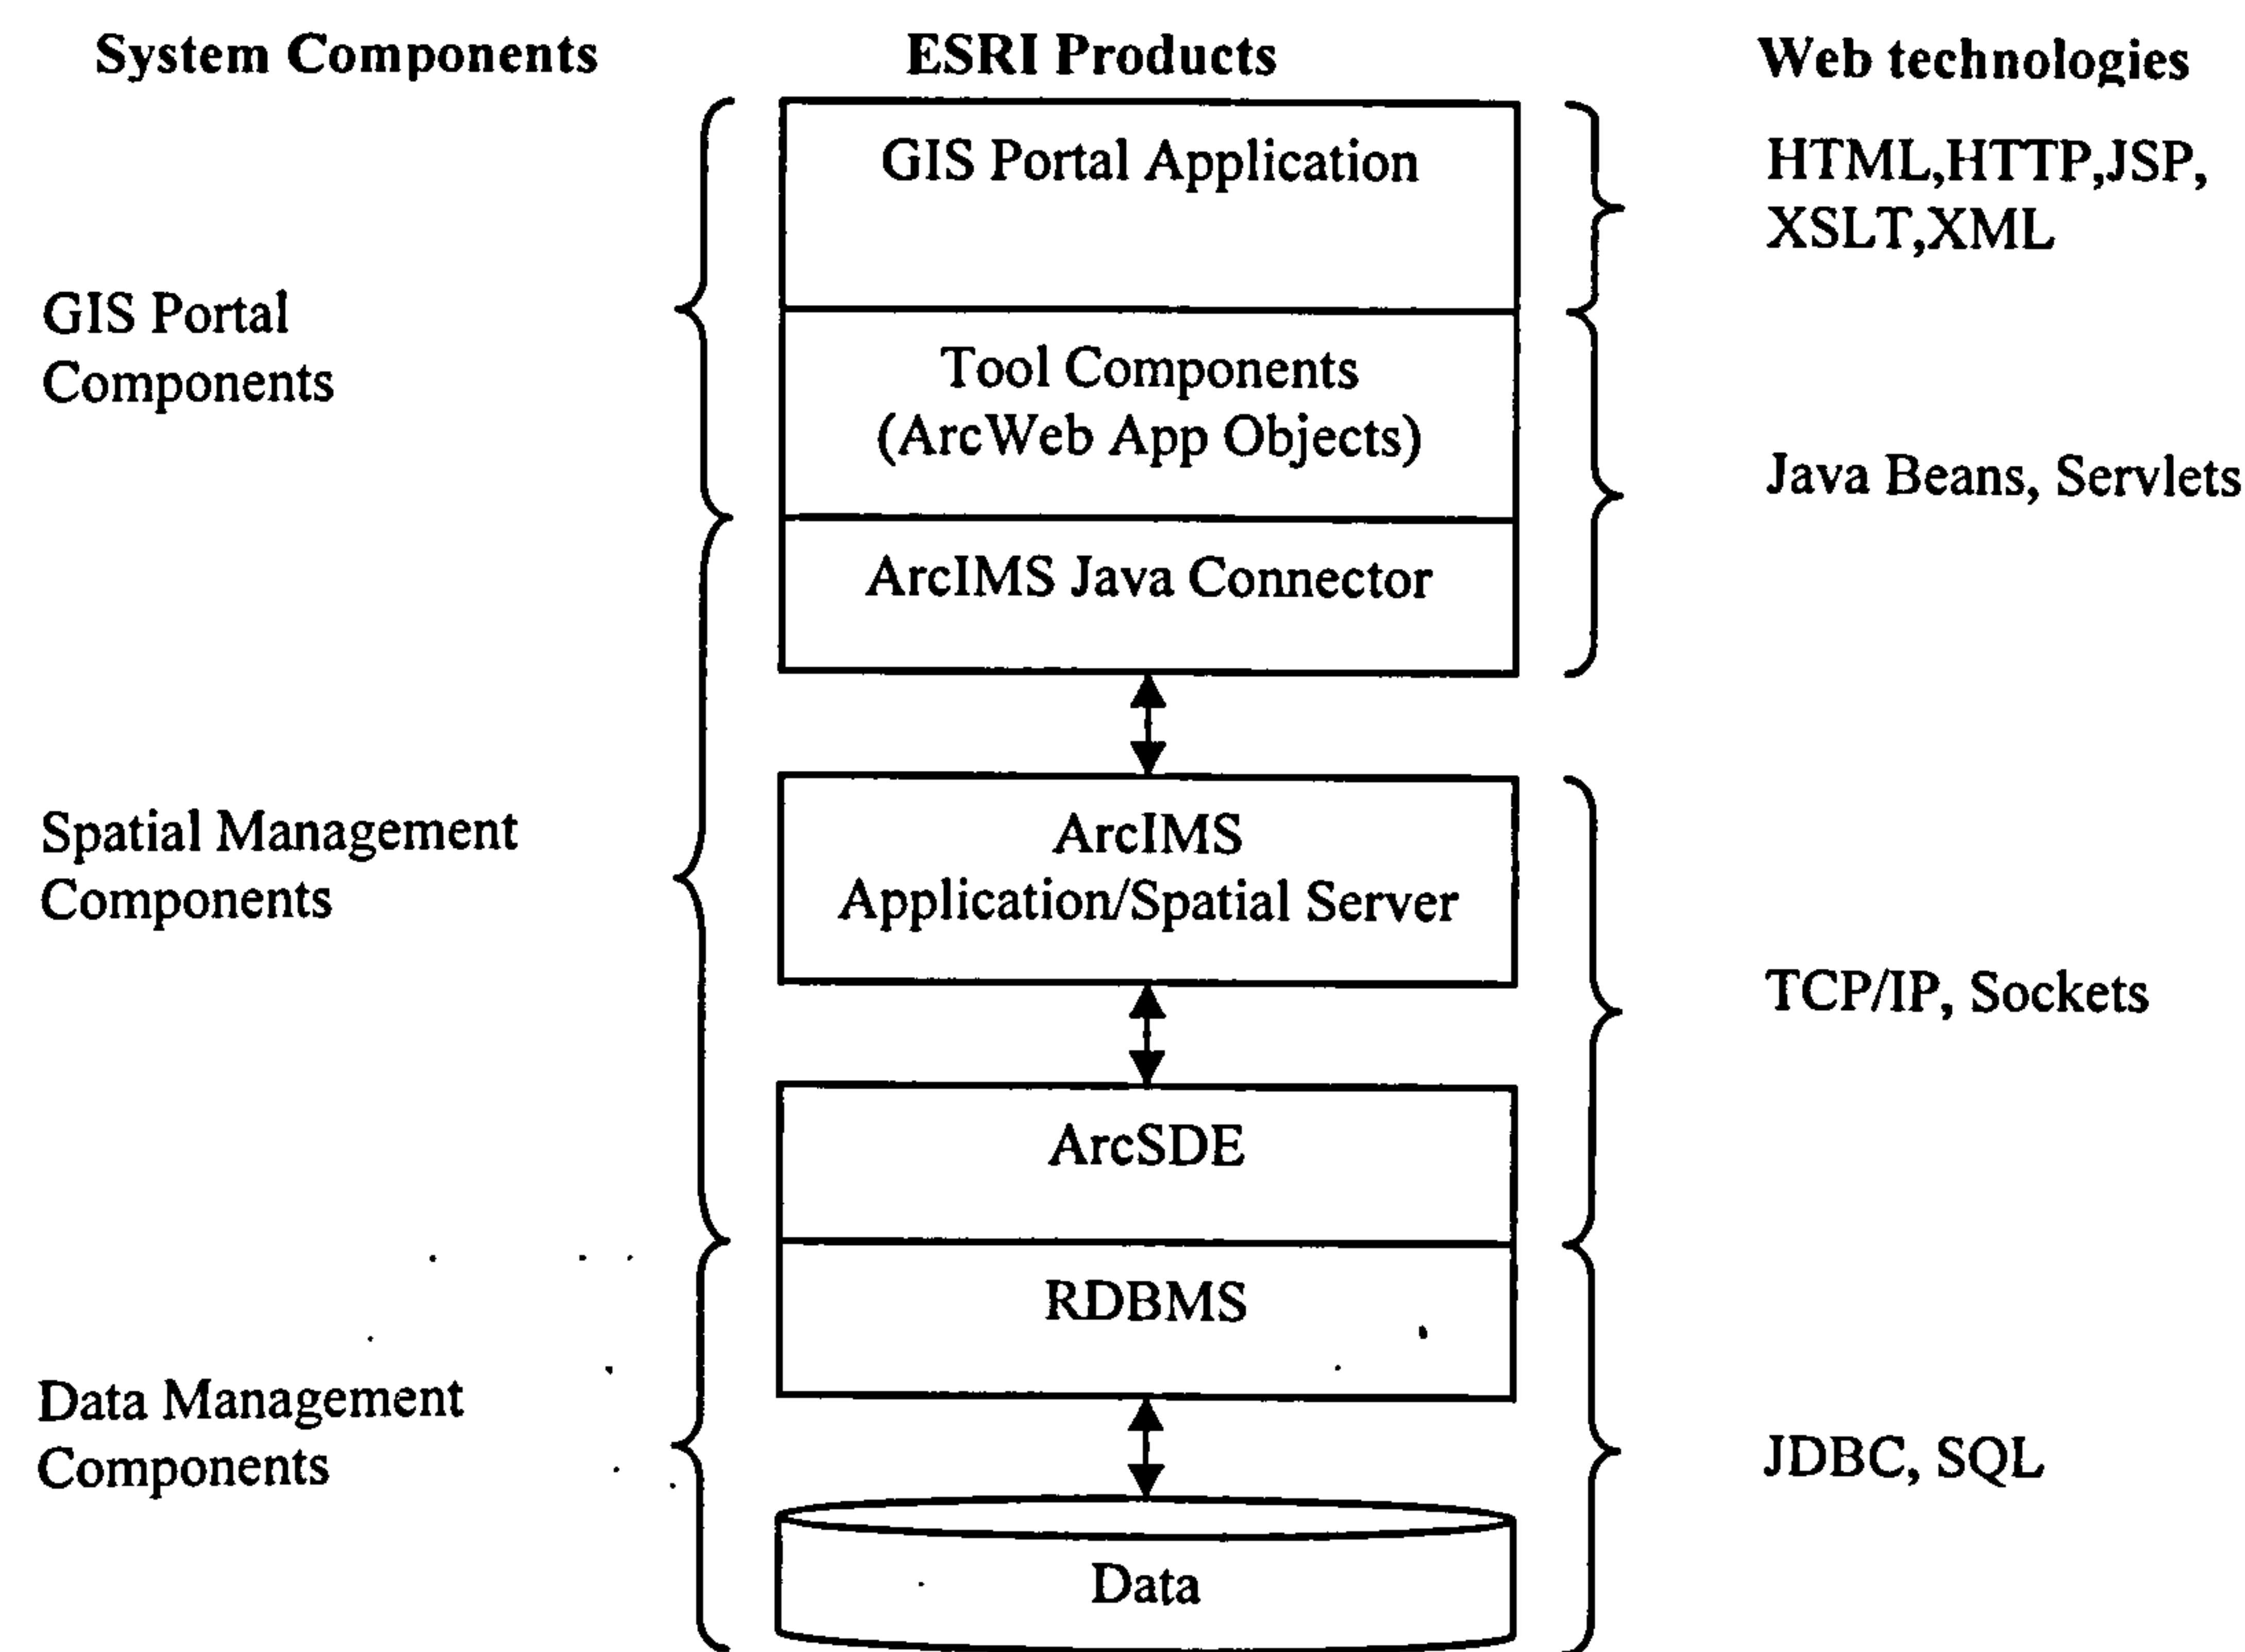 System Components
ESRI Products
Web technologies
GIS Portal Application
HTML,HTTP,JSP,
XSLT,XML
GIS Portal
Components
Tool Components
(ArcWeb App Objects)
Java Beans, Servlets
ArcIMS Java Connector
Spatial Management
Components
ArcIMS
Application/Spatial Server
TCP/IP, Sockets
ArcSDE
RDBMS
Data Management
Components
JDBC, SQL
Data